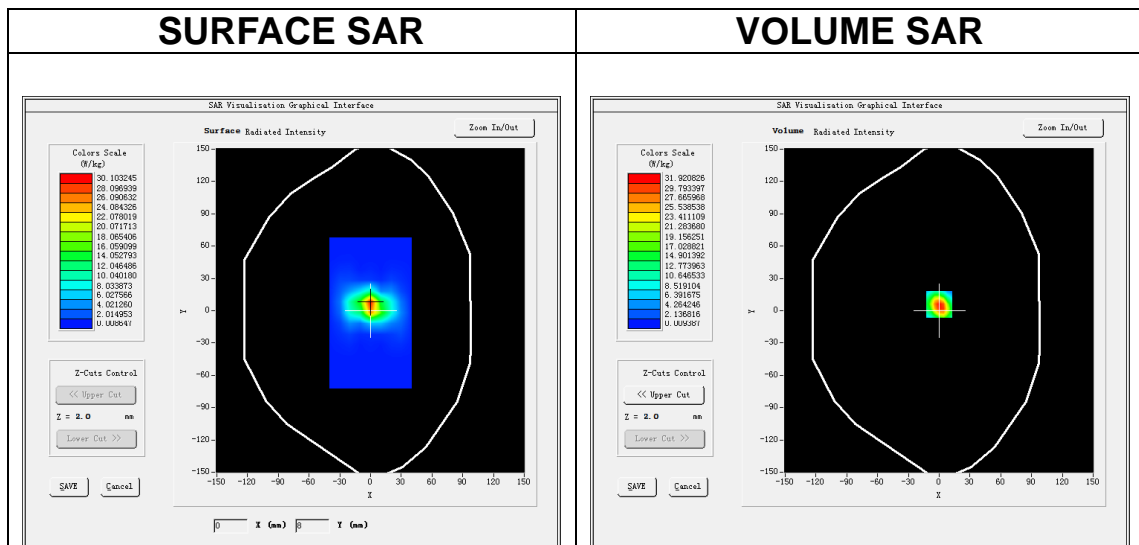 SURFACE SAR
VOLUME SAR
SAR Visualisation Graphical Interface
Surface Radiated Intensity
Zoom In/Out
Colors Scale
(W/kg)
30.103245
28.096939
26.090632
24.084326
22.078019
20.071713
18.065406
16.059099
14.052793
12.046486
10.040180
8.033873
6.027566
4.021260
2.014953
0.008647
Z-Cuts Control
<< Upper Cut
Z = 2.0 mm
Lower Cut >>
SAVE Cancel
150
120
90
60
30
0
-30
-60
-90
-120
-150
Y
-150 -120 -90 -60 -30 0 30 60 90 120 150
X
0 X (mm) 8 Y (mm)
SAR Visualisation Graphical Interface
Volume Radiated Intensity
Zoom In/Out
Colors Scale
(W/kg)
31.920826
29.793397
27.665968
25.538538
23.411109
21.283680
19.156251
17.028821
14.901392
12.773963
10.646533
8.519104
6.391675
4.264246
2.136816
0.009387
Z-Cuts Control
<< Upper Cut
Z = 2.0 mm
Lower Cut >>
SAVE Cancel
150
120
90
60
30
0
-30
-60
-90
-120
-150
Y
-150 -120 -90 -60 -30 0 30 60 90 120 150
X